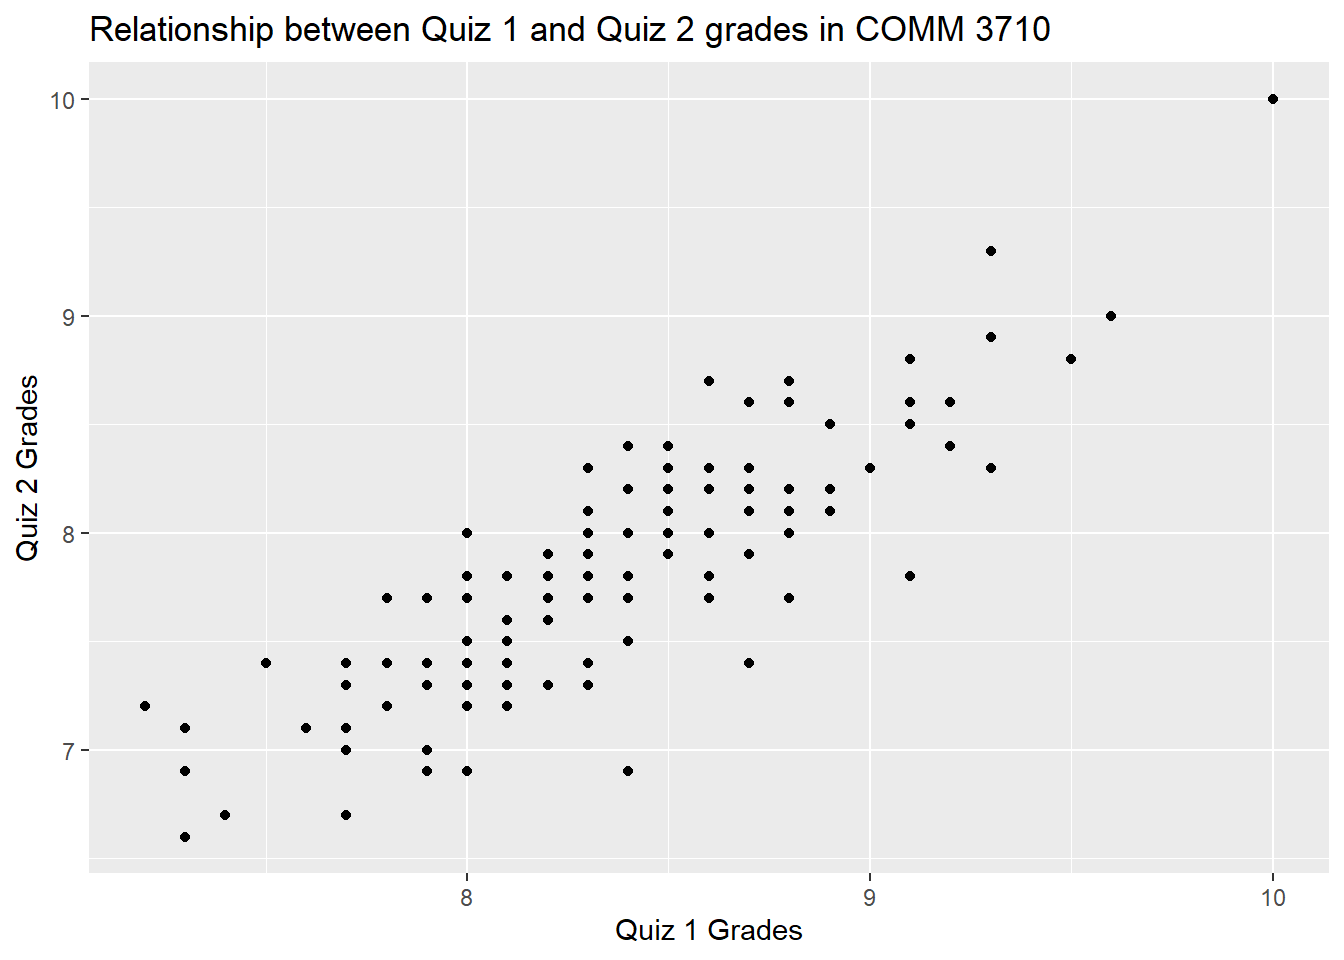 Relationship between Quiz 1 and Quiz 2 grades in COMM 3710
10
9
8
7
Quiz 2 Grades
8 9 10
Quiz 1 Grades